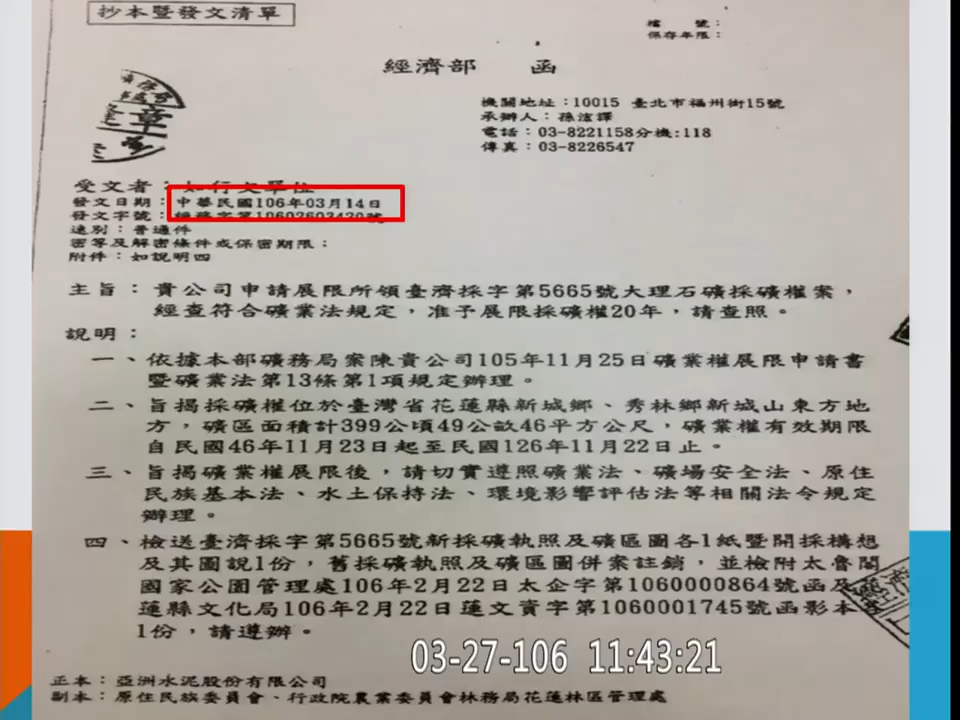 抄本暨發文清單
檔　　號：
保存年限：
經濟部　　函
機關地址：10015　臺北市福州街15號
承辦人：孫浤譯
電話：03-8221158分機:118
傳真：03-8226547
受文者：如行文單位
發文日期：中華民國106年03月14日
發文字號：經務字第10602603420號
速別：普通件
密等及解密條件或保密期限：
附件：如說明四
主旨：貴公司申請展限所領臺濟採字第5665號大理石礦採礦權案，
經查符合礦業法規定，准予展限採礦權20年，請查照。
說明：
一、依據本部礦務局案陳貴公司105年11月25日礦業權展限申請書
暨礦業法第13條第1項規定辦理。
二、旨揭採礦權位於臺灣省花蓮縣新城鄉、秀林鄉新城山東方地
方，礦區面積計399公頃49公畝46平方公尺，礦業權有效期限
自民國46年11月23日起至民國126年11月22日止。
三、旨揭礦業權展限後，請切實遵照礦業法、礦場安全法、原住
民族基本法、水土保持法、環境影響評估法等相關法令規定
辦理。
四、檢送臺濟採字第5665號新採礦執照及礦區圖各1紙暨開採構想
及其圖說1份，舊採礦執照及礦區圖併案註銷，並檢附太魯閣
國家公園管理處106年2月22日太企字第1060000864號函及
蓮縣文化局106年2月22日蓮文資字第1060001745號函影本各
1份，請遵辦。
03-27-106 11:43:21
正本：亞洲水泥股份有限公司
副本：原住民族委員會、行政院農業委員會林務局花蓮林區管理處